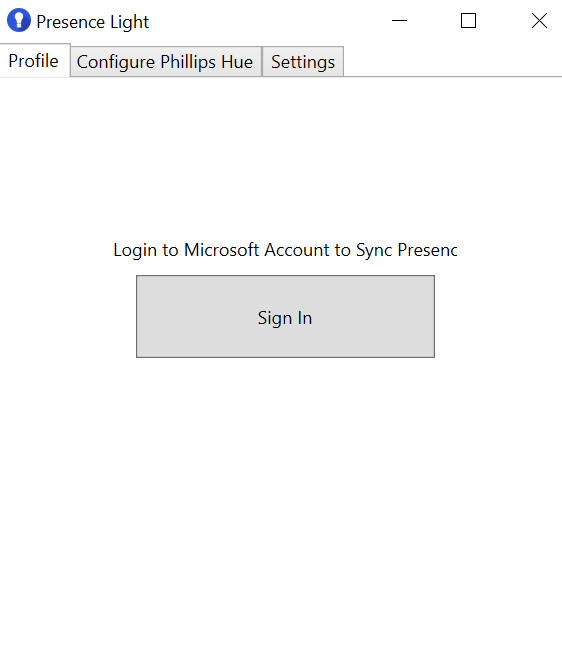 Presence Light
Profile Configure Phillips Hue Settings
Login to Microsoft Account to Sync Presenc
Sign In